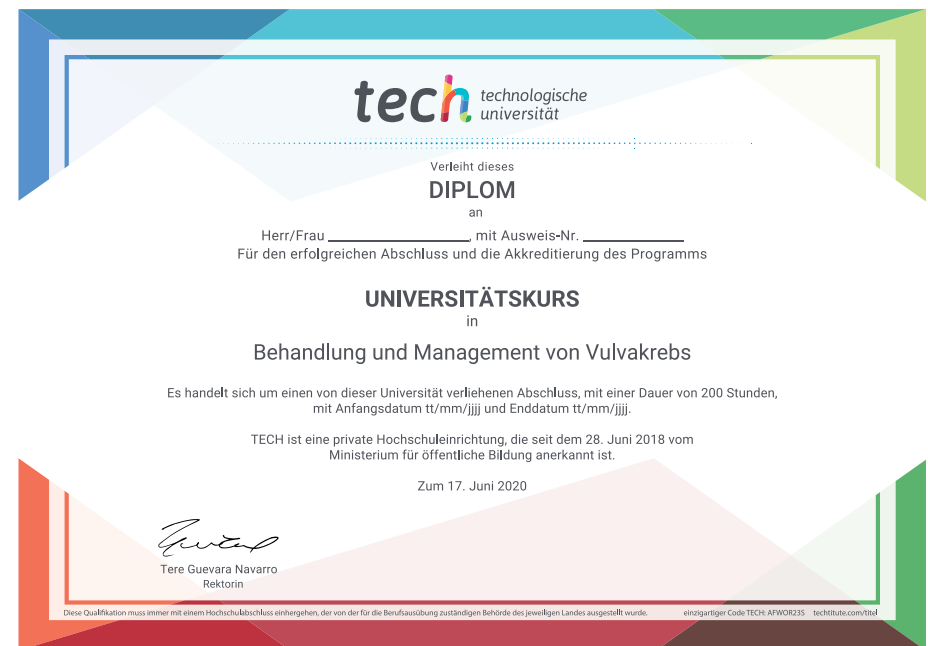 tech technologische
universität
Verleiht dieses
DIPLOM
an
Herr/Frau ____________________, mit Ausweis-Nr. ______________
Für den erfolgreichen Abschluss und die Akkreditierung des Programms
UNIVERSITÄTSKURS
in
Behandlung und Management von Vulvakrebs
Es handelt sich um einen von dieser Universität verliehenen Abschluss, mit einer Dauer von 200 Stunden,
mit Anfangsdatum tt/mm/jjjj und Enddatum tt/mm/jjjj.
TECH ist eine private Hochschuleinrichtung, die seit dem 28. Juni 2018 vom
Ministerium für öffentliche Bildung anerkannt ist.
Zum 17. Juni 2020
Tere Guevara Navarro
Rektorin
Diese Qualifikation muss immer mit einem Hochschulabschluss einhergehen, der von der für die Berufsausübung zuständigen Behörde des jeweiligen Landes ausgestellt wurde. einzigartiger Code TECH: AFWOR23S techtitute.com/titel